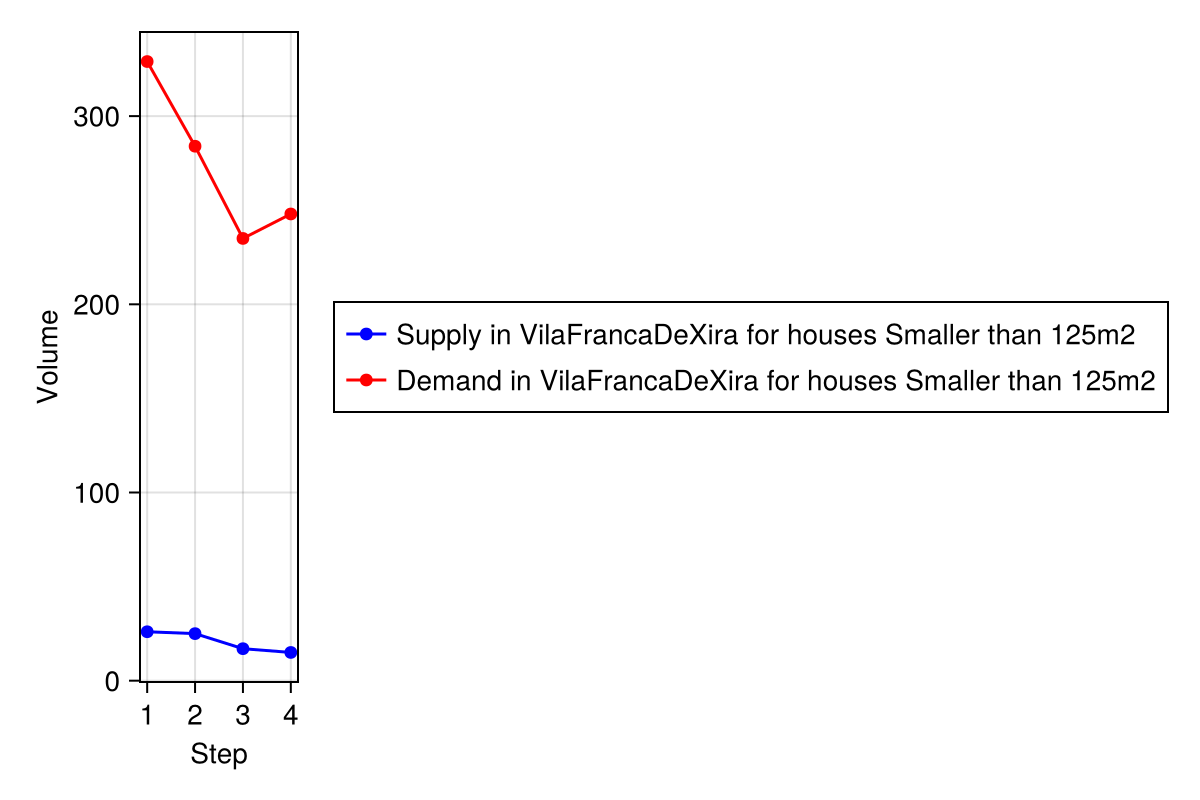 300
200
100
0
Volume
1 2 3 4
Step
Supply in VilaFrancaDeXira for houses Smaller than 125m2
Demand in VilaFrancaDeXira for houses Smaller than 125m2